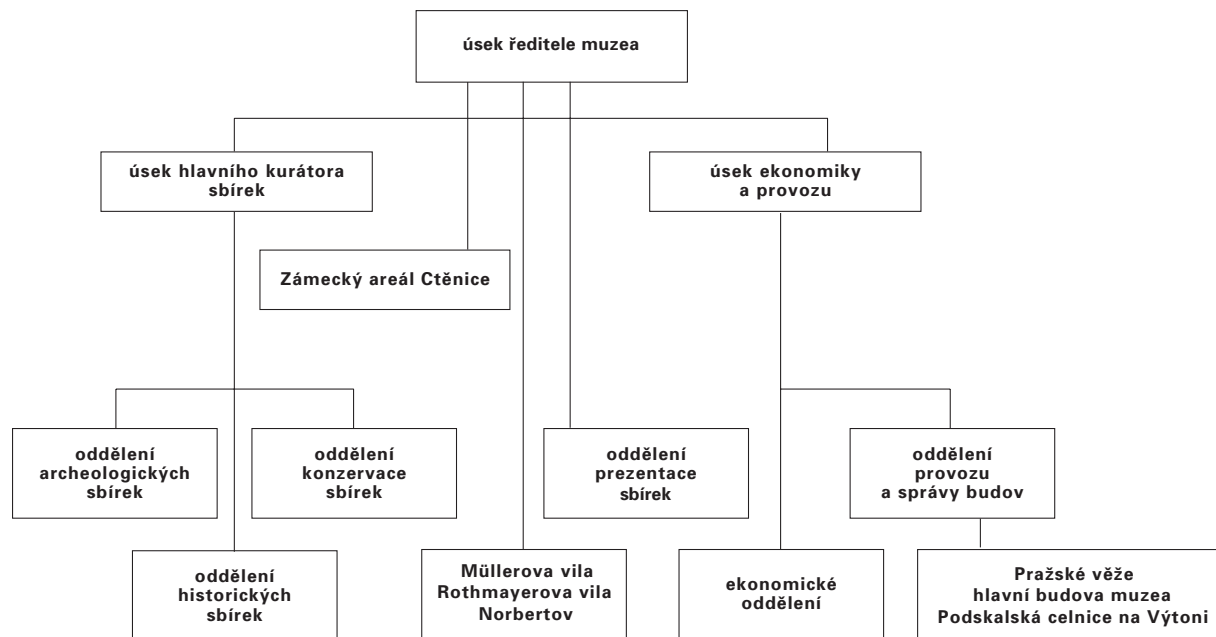 úsek ředitele muzea
úsek hlavního kurátora
sbírek
úsek ekonomiky
a provozu
Zámecký areál Ctěnice
oddělení
archeologických
sbírek
oddělení
konzervace
sbírek
oddělení
prezentace
sbírek
oddělení
provozu
a správy budov
oddělení
historických
sbírek
Müllerova vila
Rothmayerova vila
Norbertov
ekonomické
oddělení
Pražské věže
hlavní budova muzea
Podskalská celnice na Výtoni